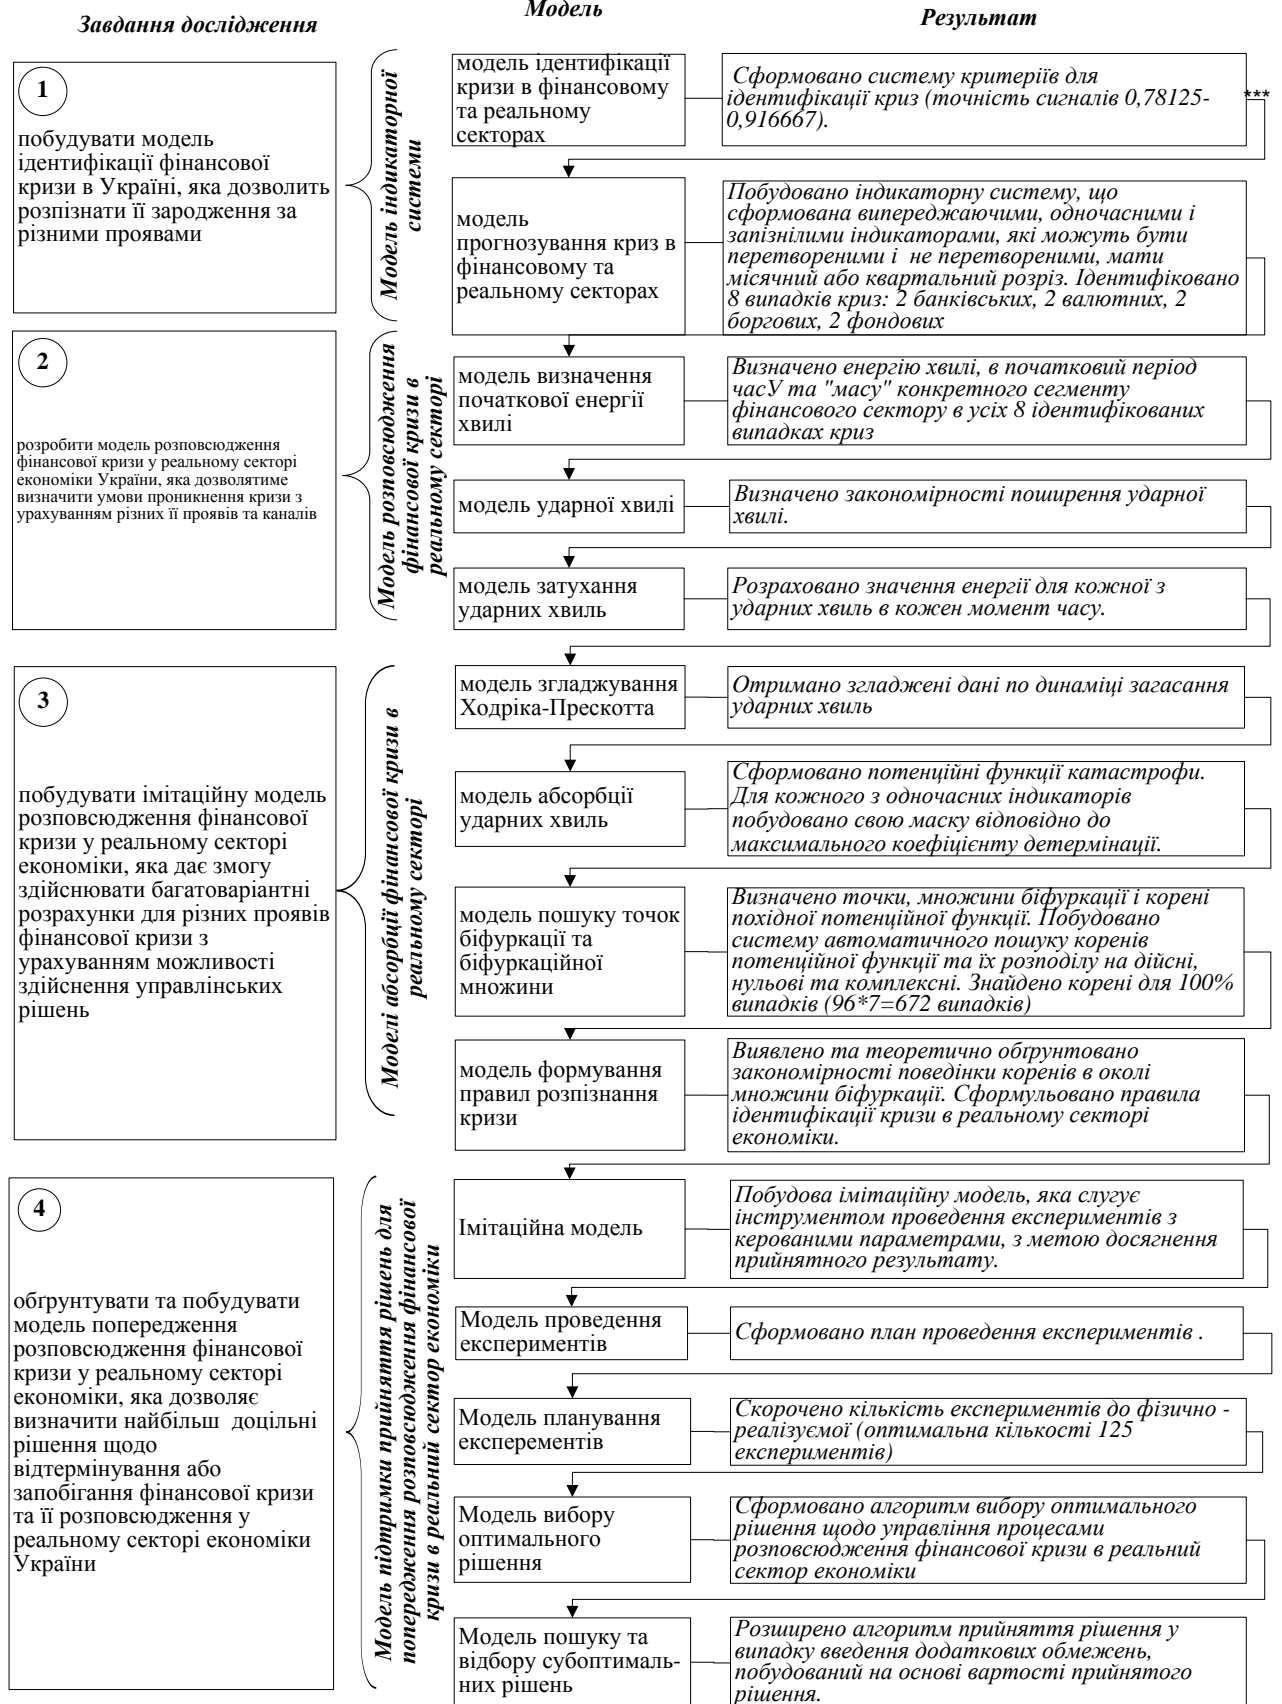 Завдання дослідження
Модель
Результат
1
побудувати модель
ідентифікації фінансової
кризи в Україні, яка дозволить
розпізнати її зародження за
різними проявами
Модель індикаторної
системи
модель ідентифікації
кризи в фінансовому
та реальному
секторах
Сформовано систему критеріїв для
ідентифікації криз (точність сигналів 0,78125-
0,916667).
***
модель
прогнозування криз в
фінансовому та
реальному секторах
Побудовано індикаторну систему, що
сформована випереджаючими, одночасними і
запізнілими індикаторами, які можуть бути
перетвореними і не перетвореними, мати
місячний або квартальний розріз. Ідентифіковано
8 випадків криз: 2 банківських, 2 валютних, 2
боргових, 2 фондових
2
розробити модель розповсюдження
фінансової кризи у реальному секторі
економіки України, яка дозволятиме
визначити умови проникнення кризи з
урахуванням різних її проявів та каналів
Модель розповсюдження
фінансової кризи в
реальному секторі
модель визначення
початкової енергії
хвилі
Визначено енергію хвилі, в початковий період
часУ та "масу" конкретного сегменту
фінансового сектору в усіх 8 ідентифікованих
випадках криз
модель ударної хвилі
Визначено закономірності поширення ударної
хвилі.
модель затухання
ударних хвиль
Розраховано значення енергії для кожної з
ударних хвиль в кожен момент часу.
3
побудувати імітаційну модель
розповсюдження фінансової
кризи у реальному секторі
економіки, яка дає змогу
здійснювати багатоваріантні
розрахунки для різних проявів
фінансової кризи з
урахуванням можливості
здійснення управлінських
рішень
Моделі абсорбції фінансової кризи в
реальному секторі
модель згладжування
Ходріка-Прескотта
Отримано згладжені дані по динаміці загасання
ударних хвиль
модель абсорбції
ударних хвиль
Сформовано потенційні функції катастрофи.
Для кожного з одночасних індикаторів
побудовано свою маску відповідно до
максимального коефіцієнту детермінації.
модель пошуку точок
біфуркації та
біфуркаційної
множини
Визначено точки, множини біфуркації і корені
похідної потенційної функції. Побудовано
систему автоматичного пошуку коренів
потенційної функції та їх розподілу на дійсні,
нульові та комплексні. Знайдено корені для 100%
випадків (96*7=672 випадків)
модель формування
правил розпізнання
кризи
Виявлено та теоретично обґрунтовано
закономірності поведінки коренів в околі
множини біфуркації. Сформульовано правила
ідентифікації кризи в реальному секторі
економіки.
4
обґрунтувати та побудувати
модель попередження
розповсюдження фінансової
кризи у реальному секторі
економіки, яка дозволяє
визначити найбільш доцільні
рішення щодо
відтермінування або
запобігання фінансової кризи
та її розповсюдження у
реальному секторі економіки
України
Модель підтримки прийняття рішень для
попередження розповсюдження фінансової
кризи в реальний сектор економіки
Імітаційна модель
Побудова імітаційну модель, яка слугує
інструментом проведення експериментів з
керованими параметрами, з метою досягнення
прийнятного результату.
Модель проведення
експериментів
Сформовано план проведення експериментів .
Модель планування
експерементів
Скорочено кількість експериментів до фізично -
реалізуємої (оптимальна кількості 125
експериментів)
Модель вибору
оптимального
рішення
Сформовано алгоритм вибору оптимального
рішення щодо управління процесами
розповсюдження фінансової кризи в реальний
сектор економіки
Модель пошуку та
відбору субоптималь-
них рішень
Розширено алгоритм прийняття рішення у
випадку введення додаткових обмежень,
побудований на основі вартості прийнятого
рішення.